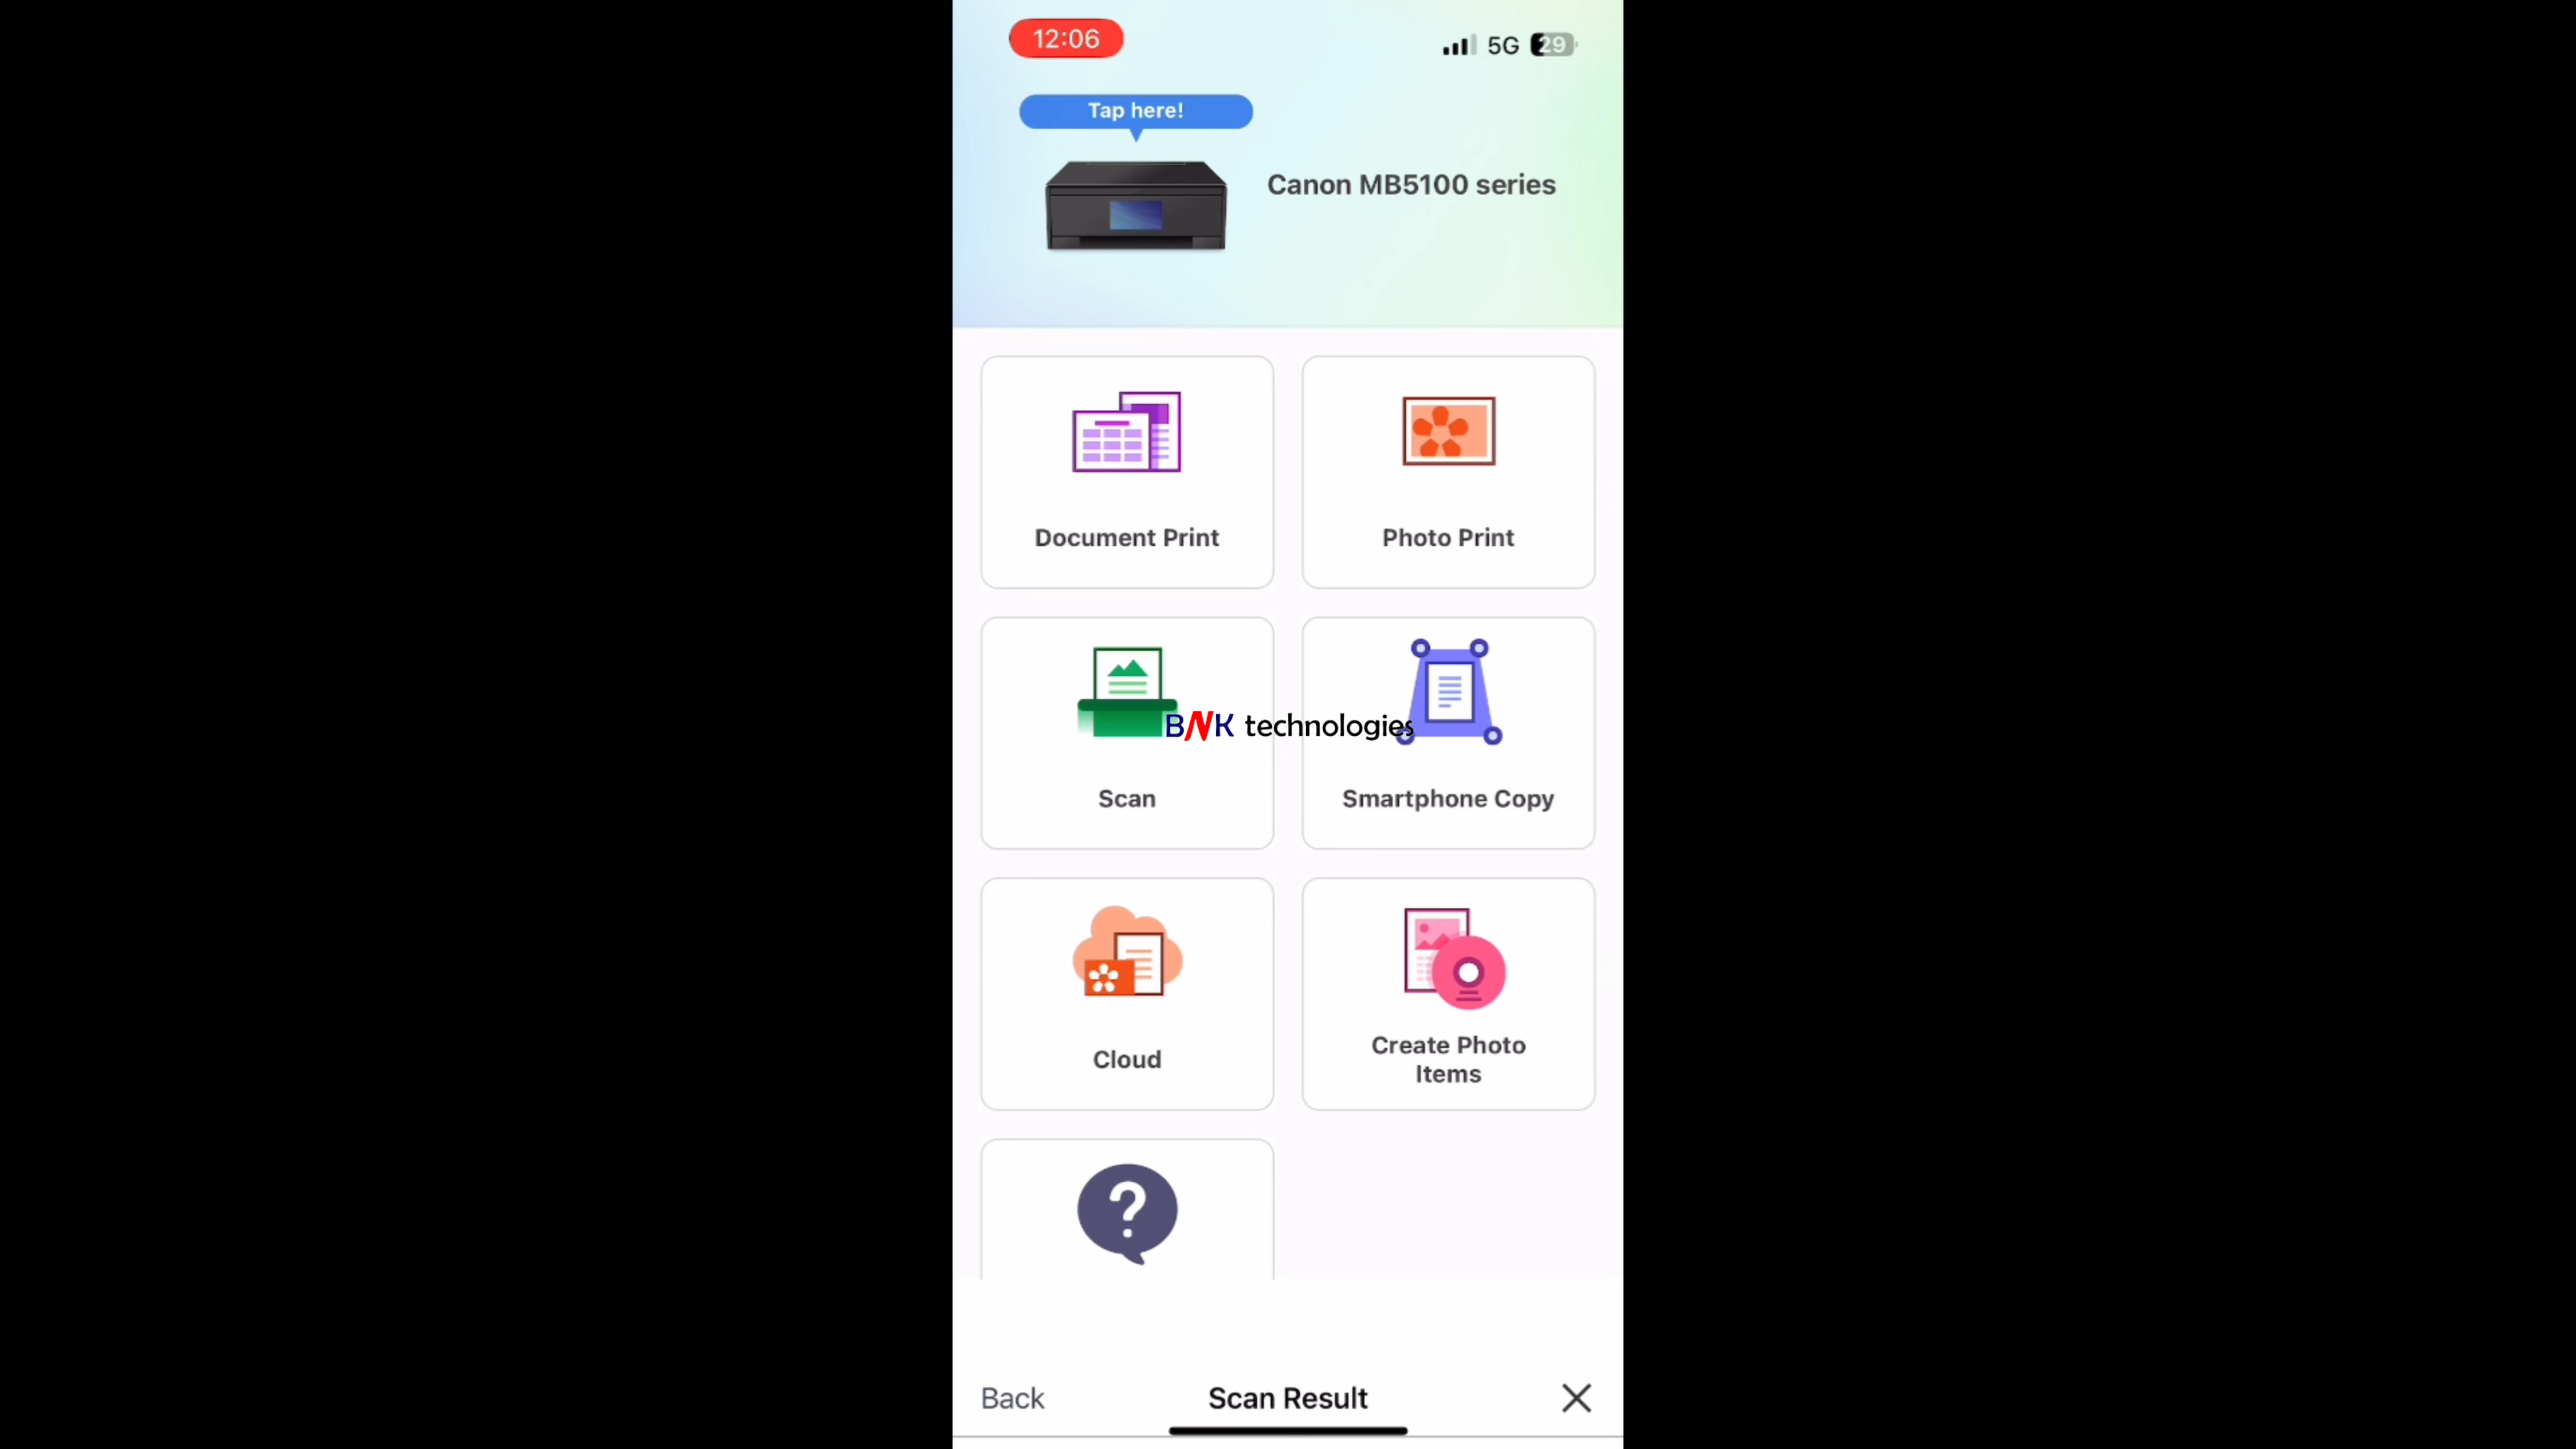 12:06
5G 29
Tap here!
Canon MB5100 series
Document Print
Photo Print
Scan
Smartphone Copy
BNK technologies
Cloud
Create Photo
Items
?
Back
Scan Result